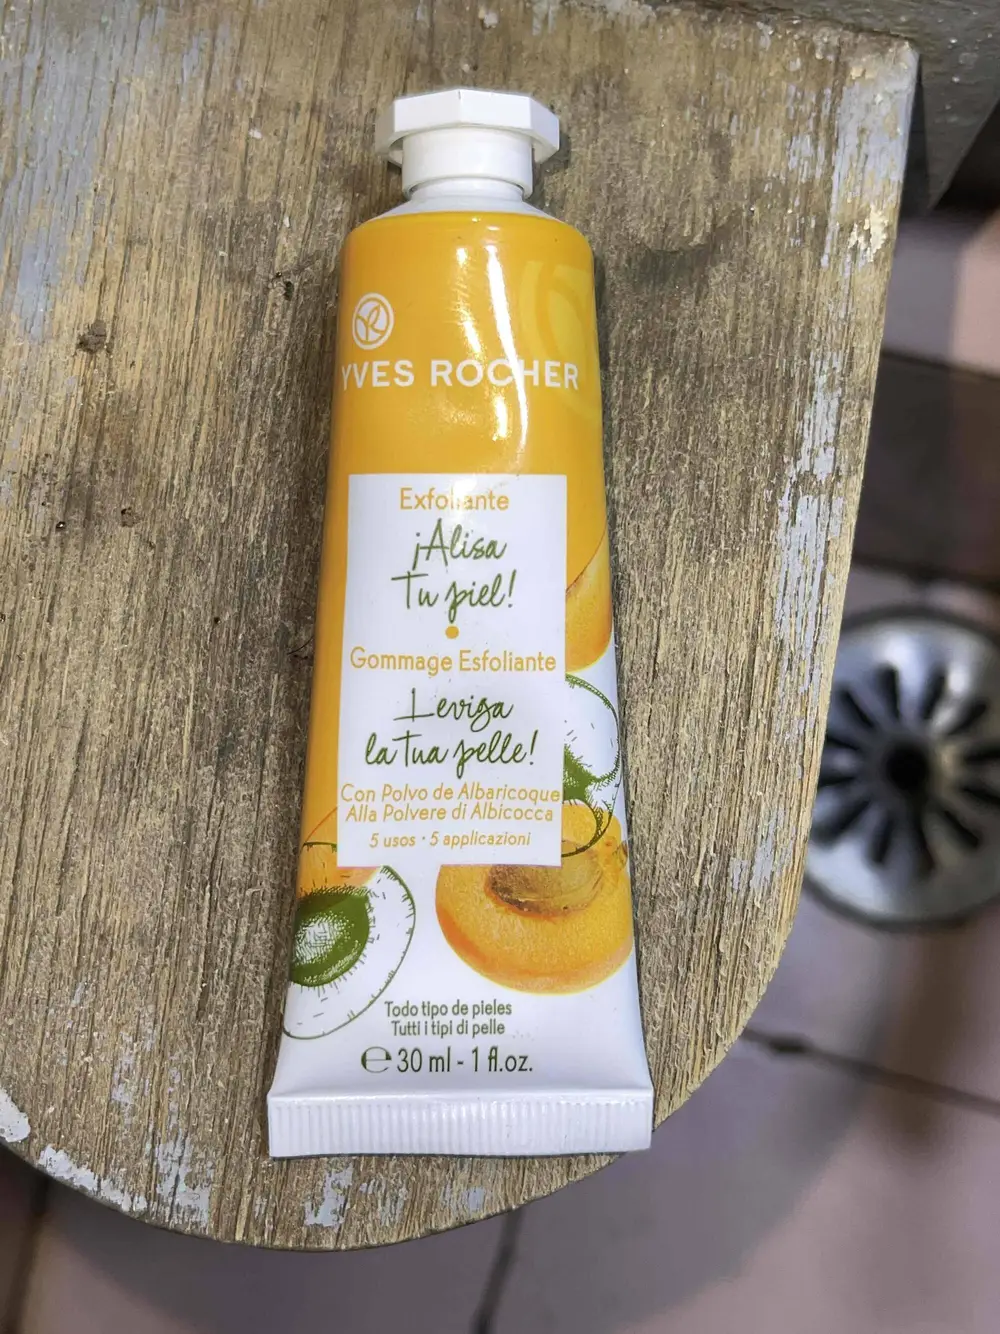 YVES ROCHER
Exfoliante
¡Alisa
Tu piel!
Gommage Esfoliante
Leviga
la tua pelle!
Con Polvo de Albaricoque
Alla Polvere di Albicocca
5 usos · 5 applicazioni
Todo tipo de pieles
Tutti i tipi di pelle
℮ 30 ml - 1 fl.oz.